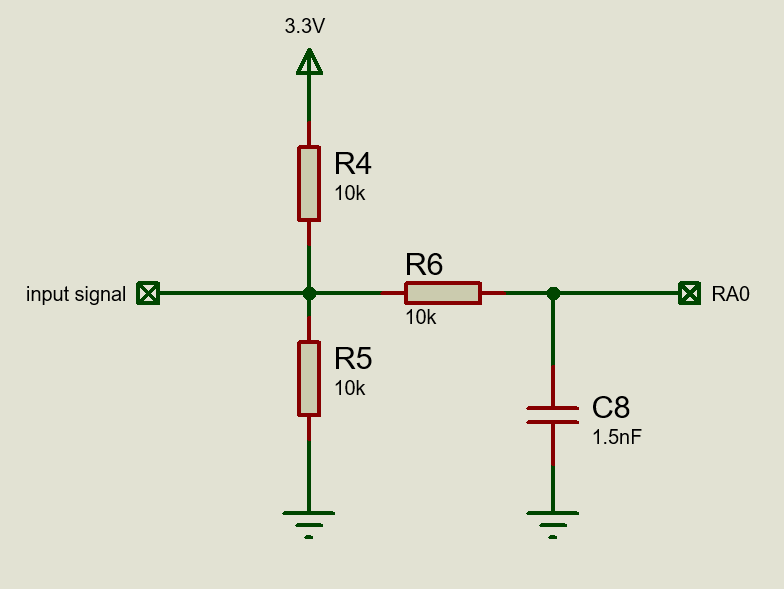 3.3V
R4
10k
R6
input signal
RA0
10k
R5
10k
C8
1.5nF